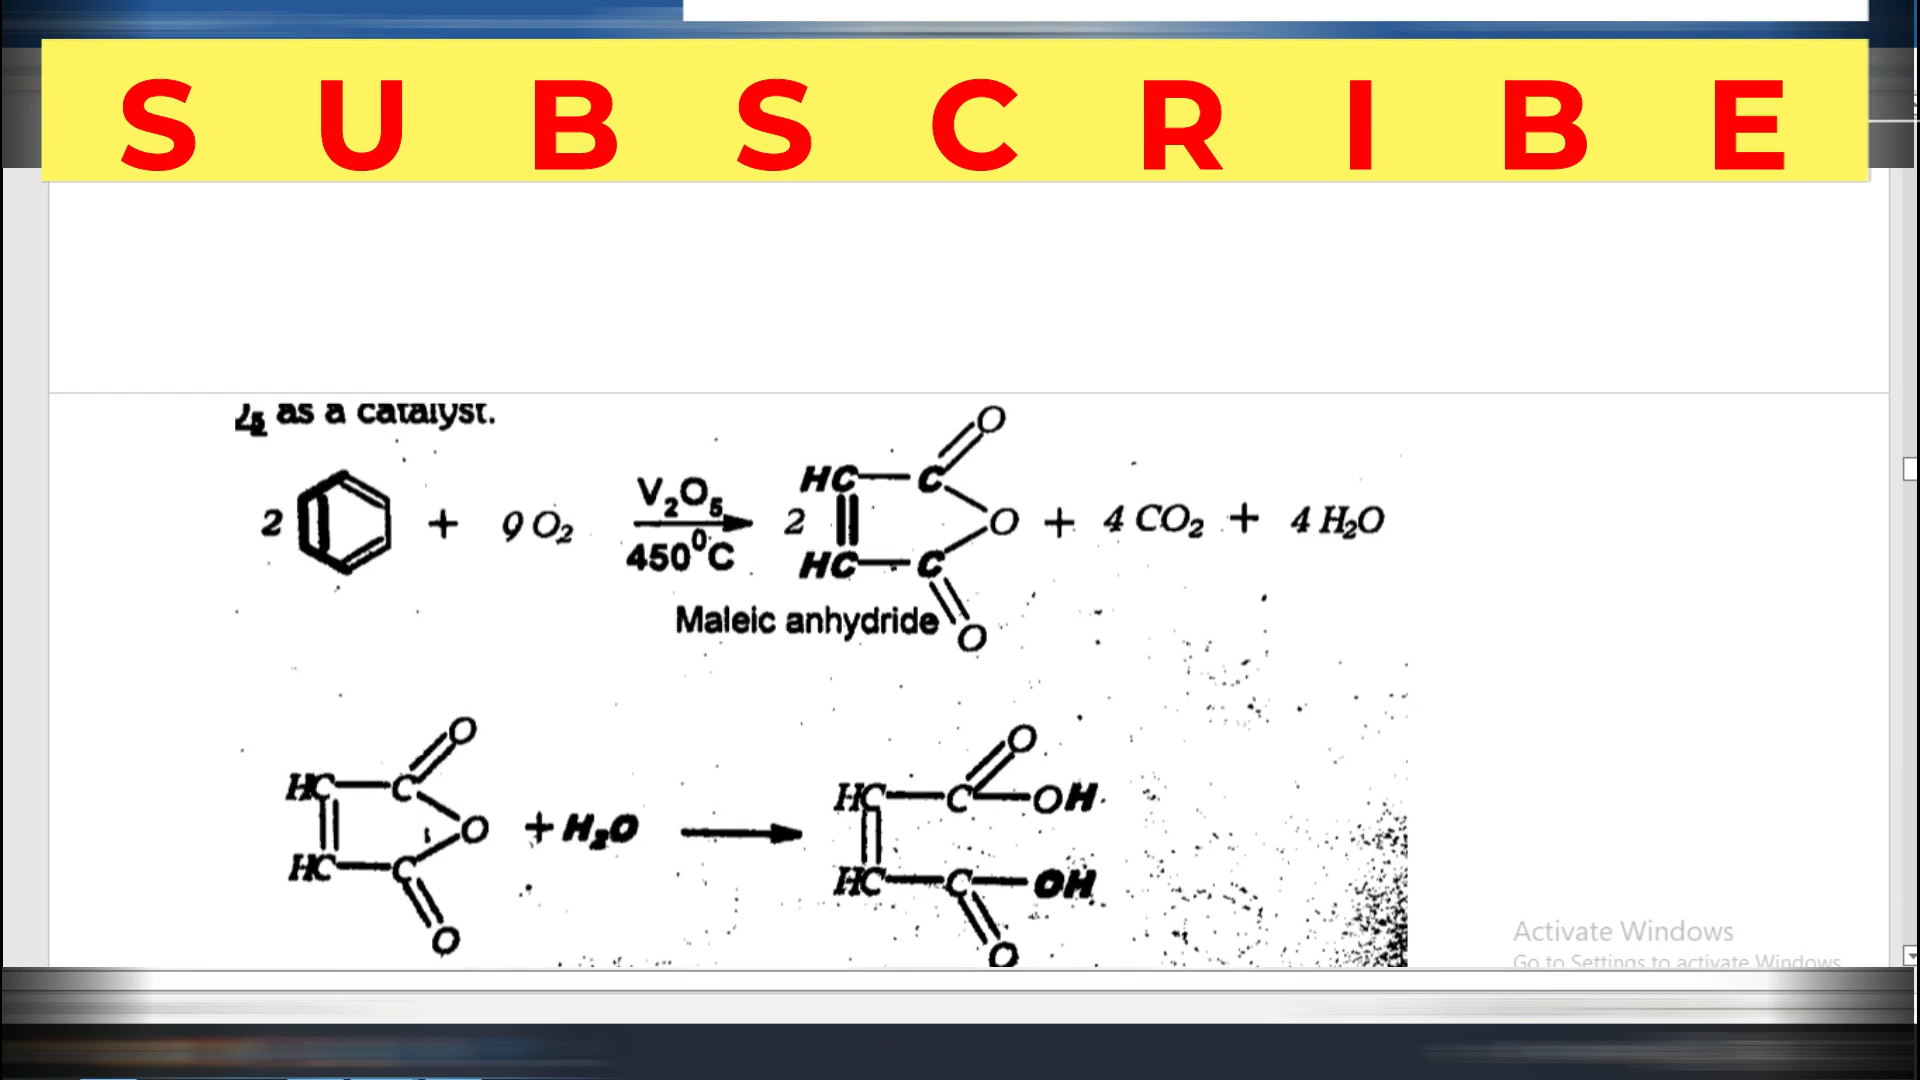 S U B S C R I B E
as a catalyst.
2 + 9 O₂ V₂O₅ 450⁰C 2 HC C O O HC C O + 4 CO₂ + 4 H₂O
Maleic anhydride
HC C O O HC C O + H₂O HC C O OH HC C OH O
Activate Windows
Go to Settings to activate Windows